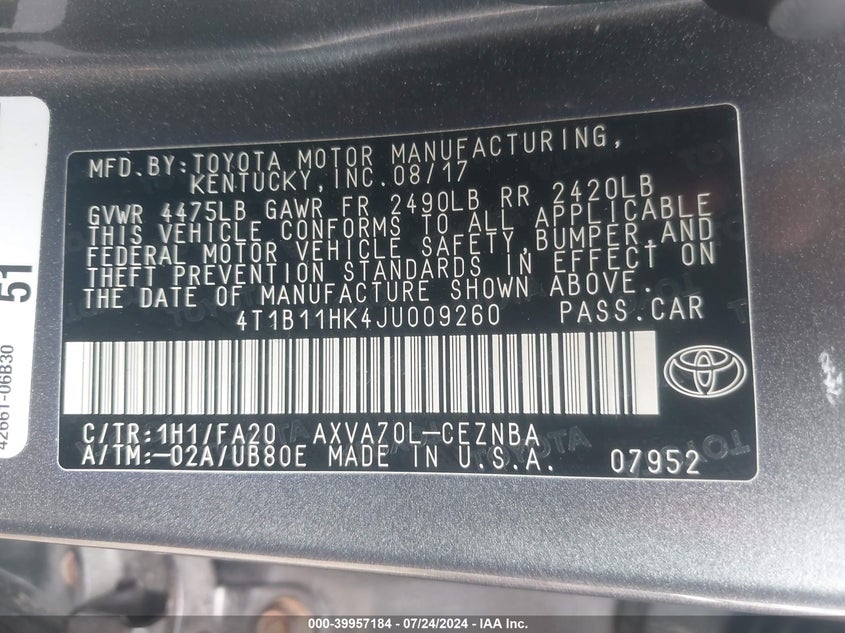 MFD.BY:TOYOTA MOTOR MANUFACTURING,
KENTUCKY,INC.08/17
GVWR 4475LB GAWR FR 2490LB RR 2420LB
THIS VEHICLE CONFORMS TO ALL APPLICABLE
FEDERAL MOTOR VEHICLE SAFETY,BUMPER,AND
THEFT PREVENTION STANDARDS IN EFFECT ON
THE DATE OF MANUFACTURE SHOWN ABOVE.
4T1B11HK4JU009260 PASS.CAR
C/TR:1H1/FA20 AXVA70L-CEZNBA
A/TM:-02A/UB80E MADE IN U.S.A. 07952
51
42661-06B30
000-39957184 - 07/24/2024 - IAA Inc.